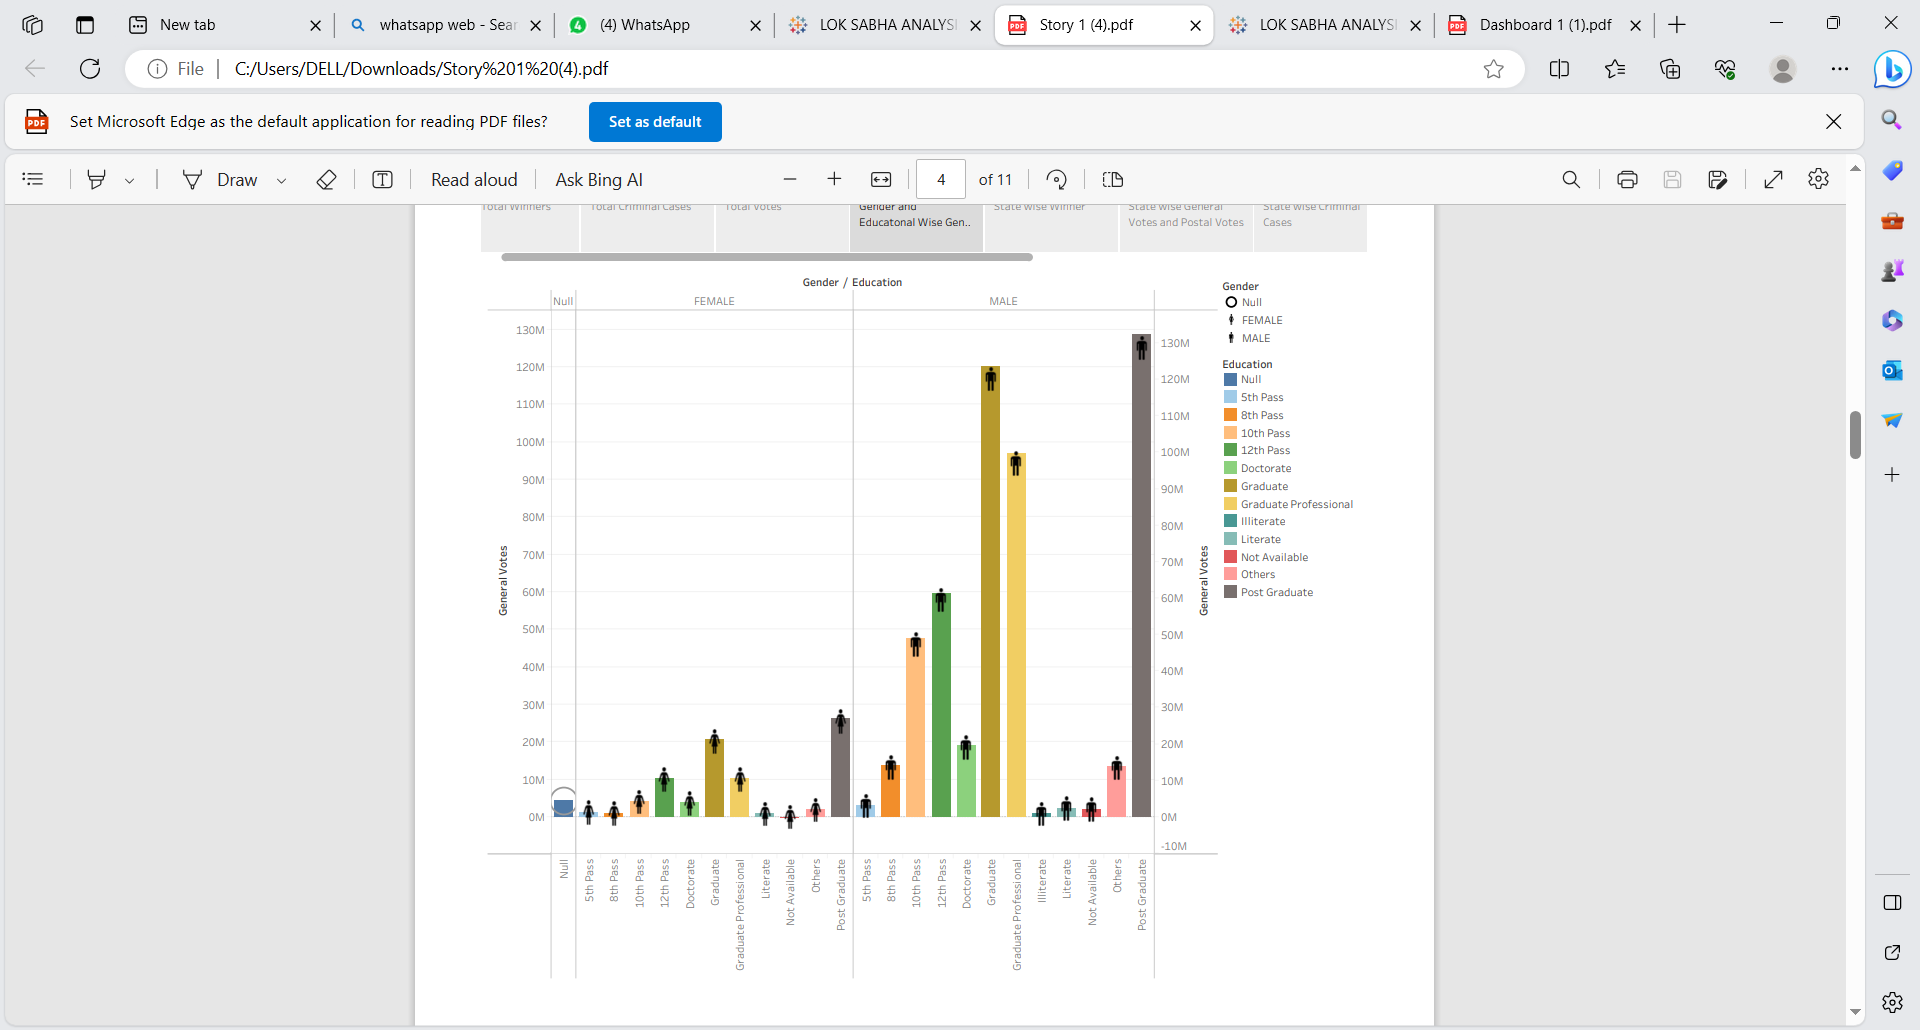 New tab
whatsapp web - Sear
(4) WhatsApp
LOK SABHA ANALYSI
Story 1 (4).pdf
LOK SABHA ANALYSI
Dashboard 1 (1).pdf
File
C:/Users/DELL/Downloads/Story%201%20(4).pdf
Set Microsoft Edge as the default application for reading PDF files?
Set as default
Draw
Read aloud
Ask Bing AI
4
of 11
Total Winners
Total Criminal Cases
Total Votes
Gender and
Educatonal Wise Gen..
State wise Winner
State wise General
Votes and Postal Votes
State wise Criminal
Cases
Gender / Education
Null
FEMALE
MALE
130M
120M
110M
100M
90M
80M
70M
60M
50M
40M
30M
20M
10M
0M
General Votes
130M
120M
110M
100M
90M
80M
70M
60M
50M
40M
30M
20M
10M
0M
-10M
General Votes
Null
5th Pass
8th Pass
10th Pass
12th Pass
Doctorate
Graduate
Graduate Professional
Literate
Not Available
Others
Post Graduate
5th Pass
8th Pass
10th Pass
12th Pass
Doctorate
Graduate
Graduate Professional
Illiterate
Literate
Not Available
Others
Post Graduate
Gender
Null
FEMALE
MALE
Education
Null
5th Pass
8th Pass
10th Pass
12th Pass
Doctorate
Graduate
Graduate Professional
Illiterate
Literate
Not Available
Others
Post Graduate